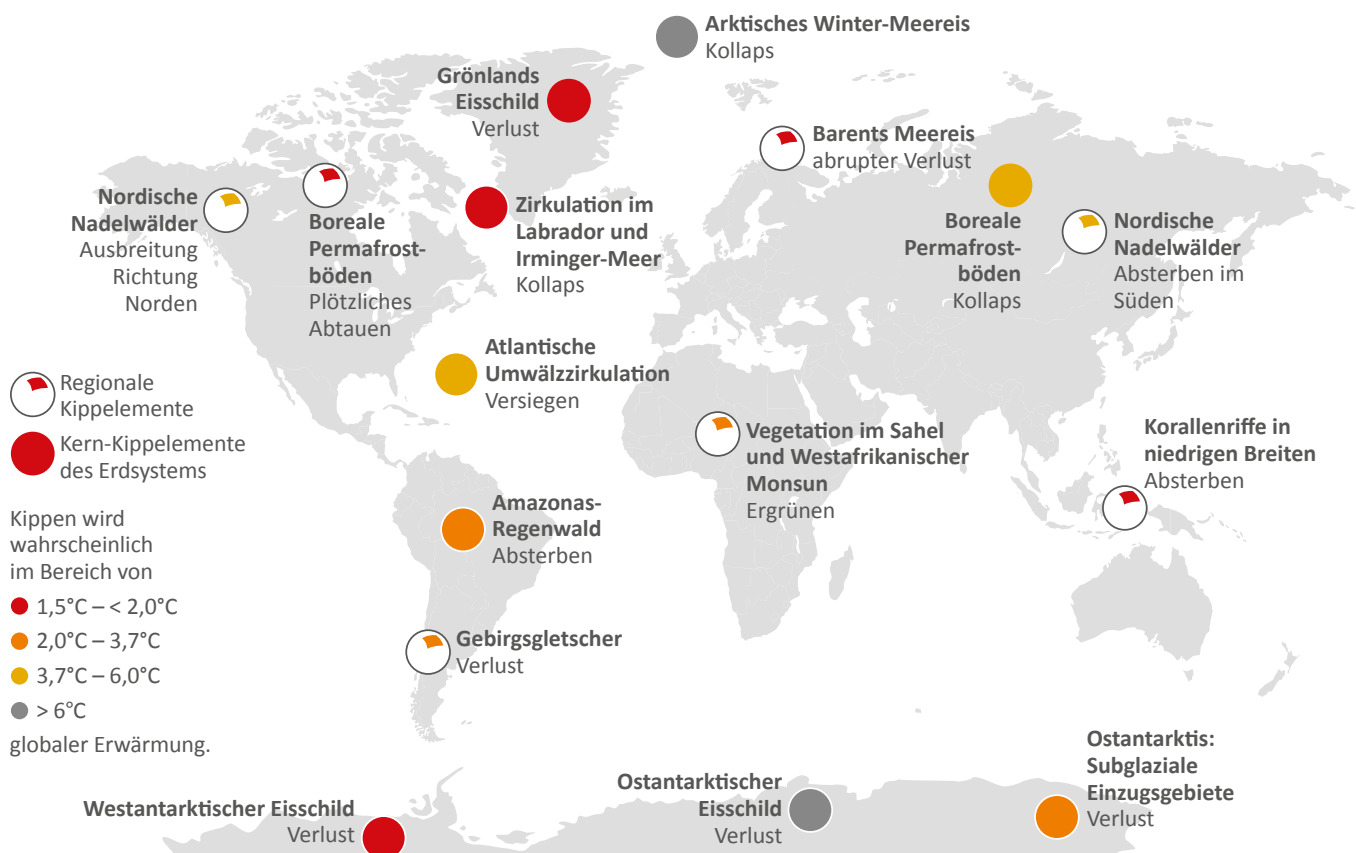 Arktisches Winter-Meereis
Kollaps
Grönlands
Eisschild
Verlust
Barents Meereis
abrupter Verlust
Nordische
Nadelwälder
Ausbreitung
Richtung
Norden
Boreale
Permafrost-
böden
Plötzliches
Abtauen
Zirkulation im
Labrador und
Irminger-Meer
Kollaps
Boreale
Permafrost-
böden
Kollaps
Nordische
Nadelwälder
Absterben im
Süden
Atlantische
Umwälzzirkulation
Versiegen
Regionale
Kippelemente
Kern-Kippelemente
des Erdsystems
Vegetation im Sahel
und Westafrikanischer
Monsun
Ergrünen
Korallenriffe in
niedrigen Breiten
Absterben
Amazonas-
Regenwald
Absterben
Kippen wird
wahrscheinlich
im Bereich von
1,5°C – < 2,0°C
2,0°C – 3,7°C
3,7°C – 6,0°C
> 6°C
globaler Erwärmung.
Gebirgsgletscher
Verlust
Westantarktischer Eisschild
Verlust
Ostantarktischer
Eisschild
Verlust
Ostantarktis:
Subglaziale
Einzugsgebiete
Verlust